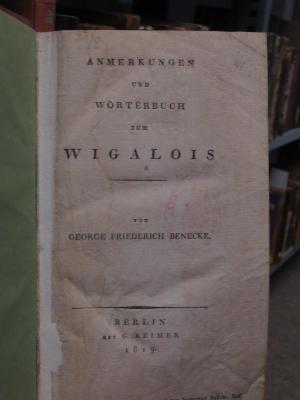 ANMERKUNGEN
UND
WÖRTERBUCH
ZUM
WIGALOIS
VON
GEORGE FRIEDERICH BENECKE.
BERLIN
BEY G. REIMER
1819.